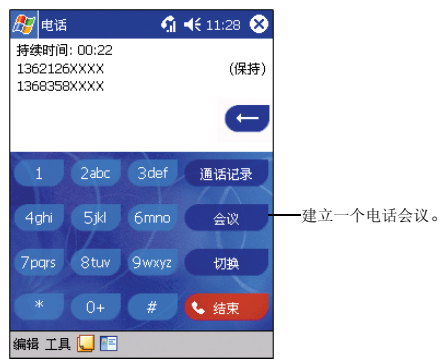 电话 11:28
持续时间: 00:22
1362126XXXX (保持)
1368358XXXX
1 2abc 3def 通话记录
4ghi 5jkl 6mno 会议 建立一个电话会议。
7pqrs 8tuv 9wxyz 切换
* 0+ # 结束
编辑 工具